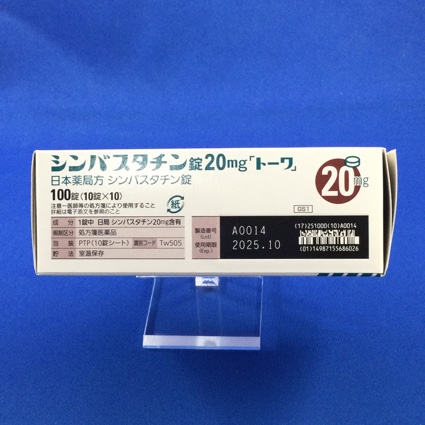 シンバスタチン錠20mg「トーワ」
日本薬局方 シンバスタチン錠
100錠(10錠×10)
注意-医師等の処方箋により使用すること
詳細は電子添文を参照のこと
紙
20mg
GS1
成 分 1錠中 日局 シンバスタチン20mg含有
規制区分 処方箋医薬品
包 装 PTP(10錠シート) 識別コード Tw505
貯 法 室温保存
製造番号 (Lot) A0014
使用期限 (Exp.) 2025.10
(17)251000(10)A0014
(01)14987155686026